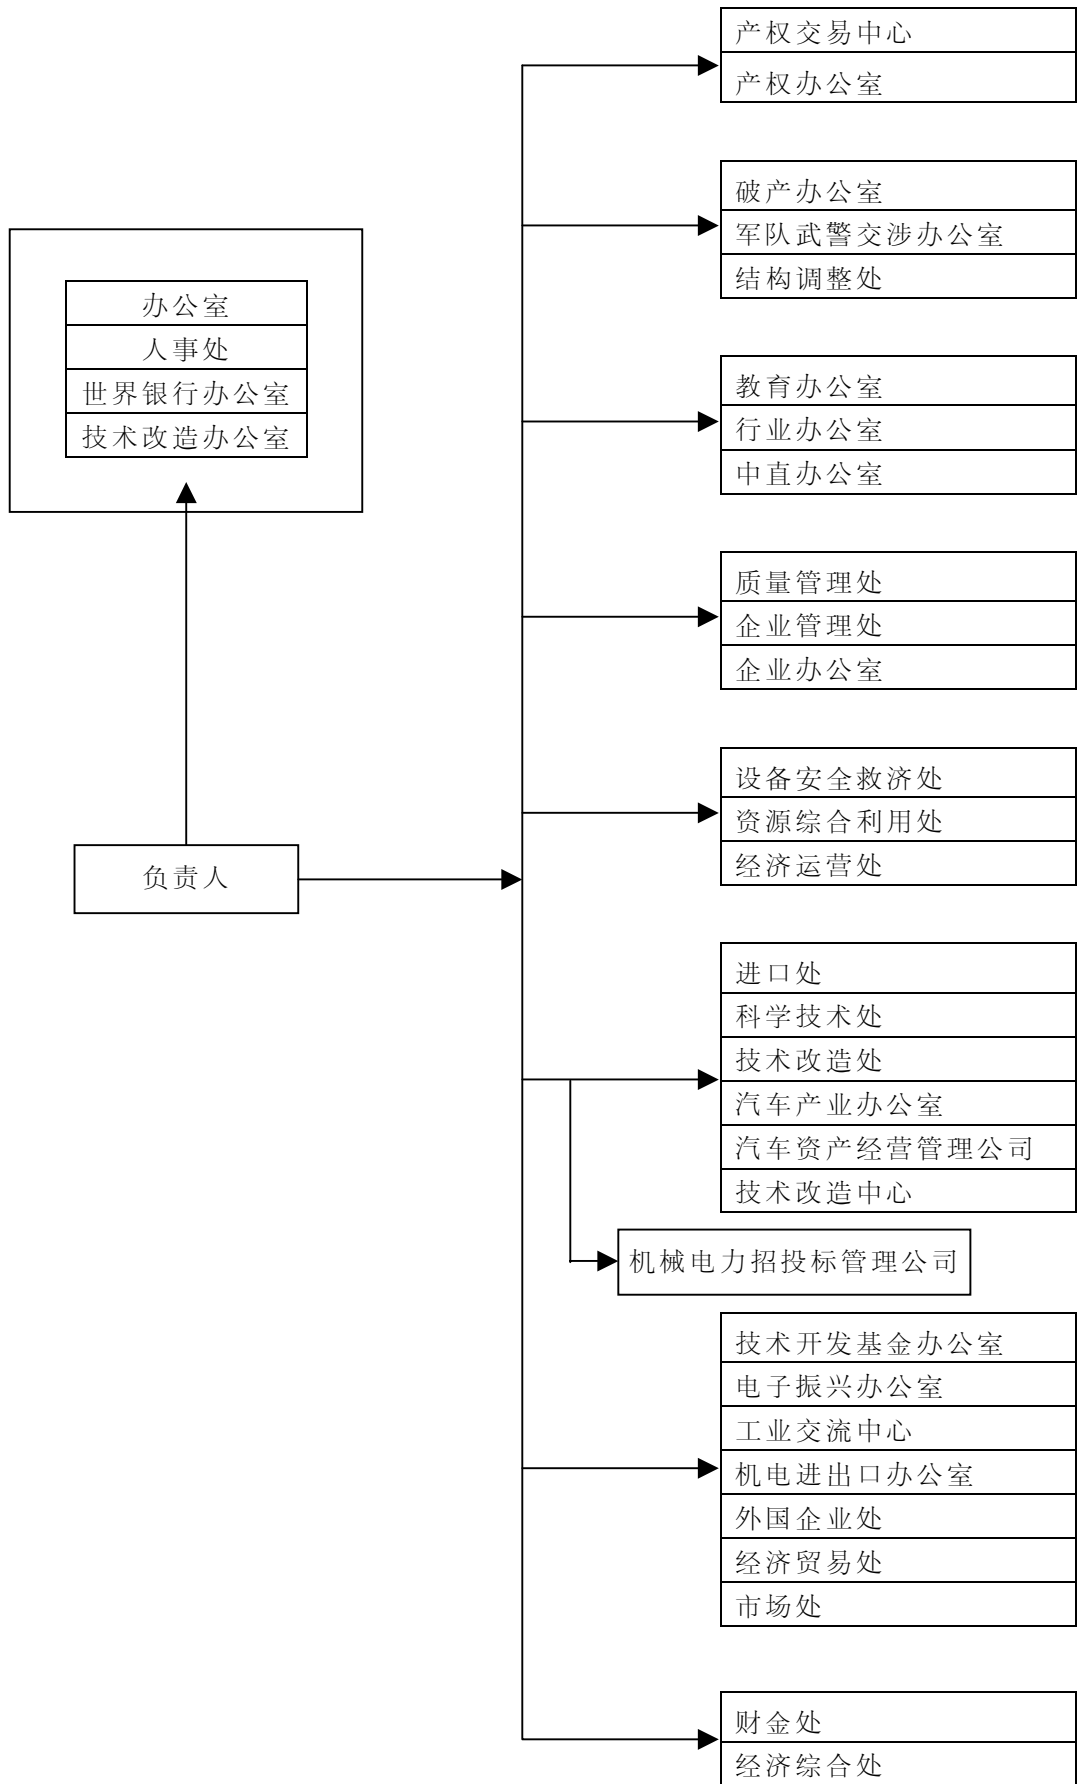 产权交易中心
产权办公室
破产办公室
军队武警交涉办公室
结构调整处
办公室
人事处
世界银行办公室
技术改造办公室
教育办公室
行业办公室
中直办公室
质量管理处
企业管理处
企业办公室
设备安全救济处
资源综合利用处
经济运营处
负责人
进口处
科学技术处
技术改造处
汽车产业办公室
汽车资产经营管理公司
技术改造中心
机械电力招投标管理公司
技术开发基金办公室
电子振兴办公室
工业交流中心
机电进出口办公室
外国企业处
经济贸易处
市场处
财金处
经济综合处